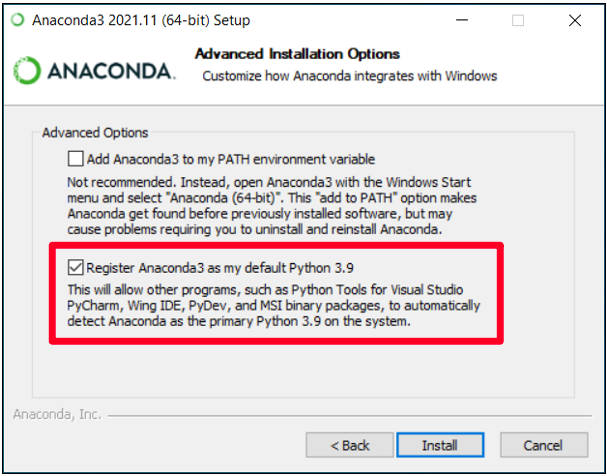 Anaconda3 2021.11 (64-bit) Setup
ANACONDA.
Advanced Installation Options
Customize how Anaconda integrates with Windows
Advanced Options
Add Anaconda3 to my PATH environment variable
Not recommended. Instead, open Anaconda3 with the Windows Start
menu and select "Anaconda (64-bit)". This "add to PATH" option makes
Anaconda get found before previously installed software, but may
cause problems requiring you to uninstall and reinstall Anaconda.
Register Anaconda3 as my default Python 3.9
This will allow other programs, such as Python Tools for Visual Studio
PyCharm, Wing IDE, PyDev, and MSI binary packages, to automatically
detect Anaconda as the primary Python 3.9 on the system.
Anaconda, Inc.
< Back
Install
Cancel